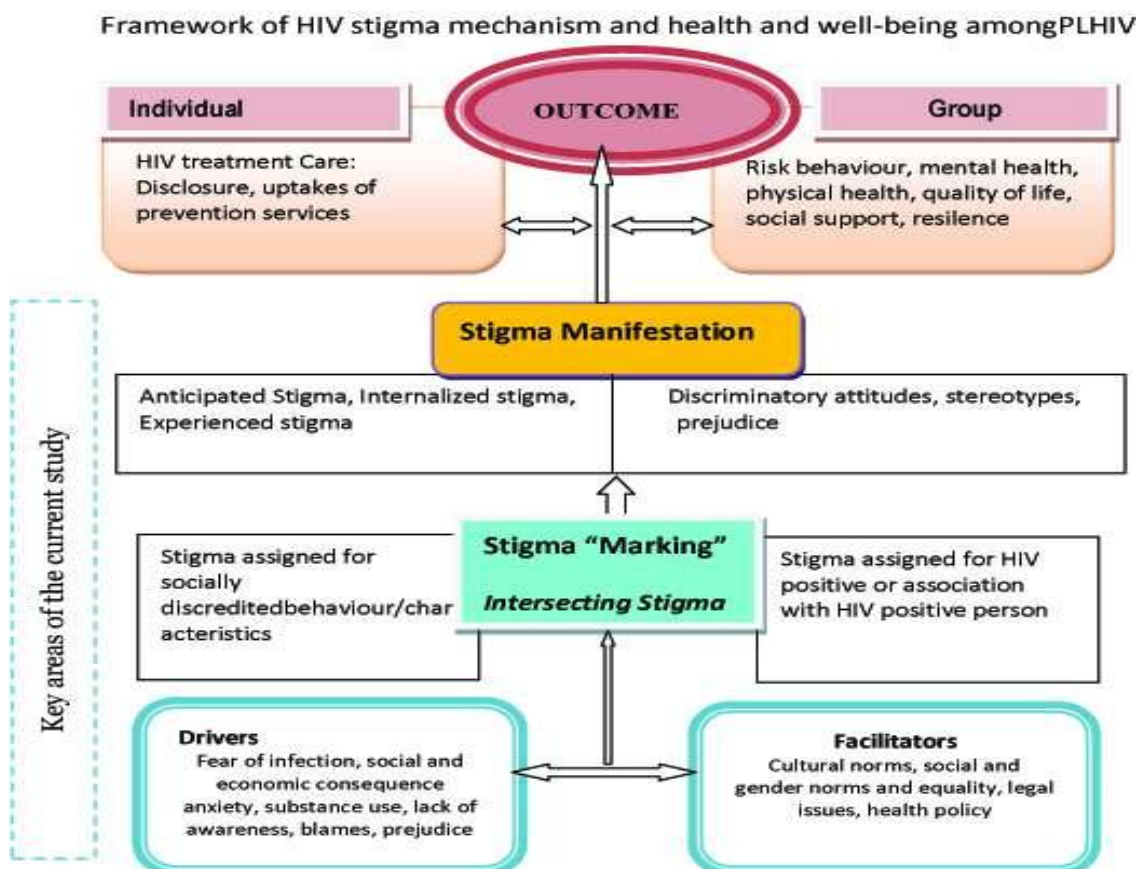 Framework of HIV stigma mechanism and health and well-being amongPLHIV
Individual
OUTCOME
Group
HIV treatment Care:
Disclosure, uptakes of
prevention services
Risk behaviour, mental health,
physical health, quality of life,
social support, resilence
Stigma Manifestation
Anticipated Stigma, Internalized stigma,
Experienced stigma
Discriminatory attitudes, stereotypes,
prejudice
Stigma assigned for
socially
discreditedbehaviour/char
acteristics
Stigma “Marking”
Intersecting Stigma
Stigma assigned for HIV
positive or association
with HIV positive person
Drivers
Fear of infection, social and
economic consequence
anxiety, substance use, lack of
awareness, blames, prejudice
Facilitators
Cultural norms, social and
gender norms and equality, legal
issues, health policy
Key areas of the current study